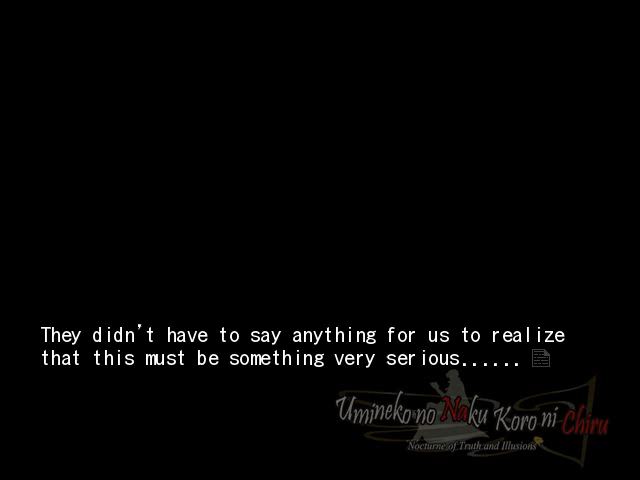 They didn't have to say anything for us to realize
that this must be something very serious......
Umineko no Naku Koro ni Chiru
Nocturne of Truth and Illusions